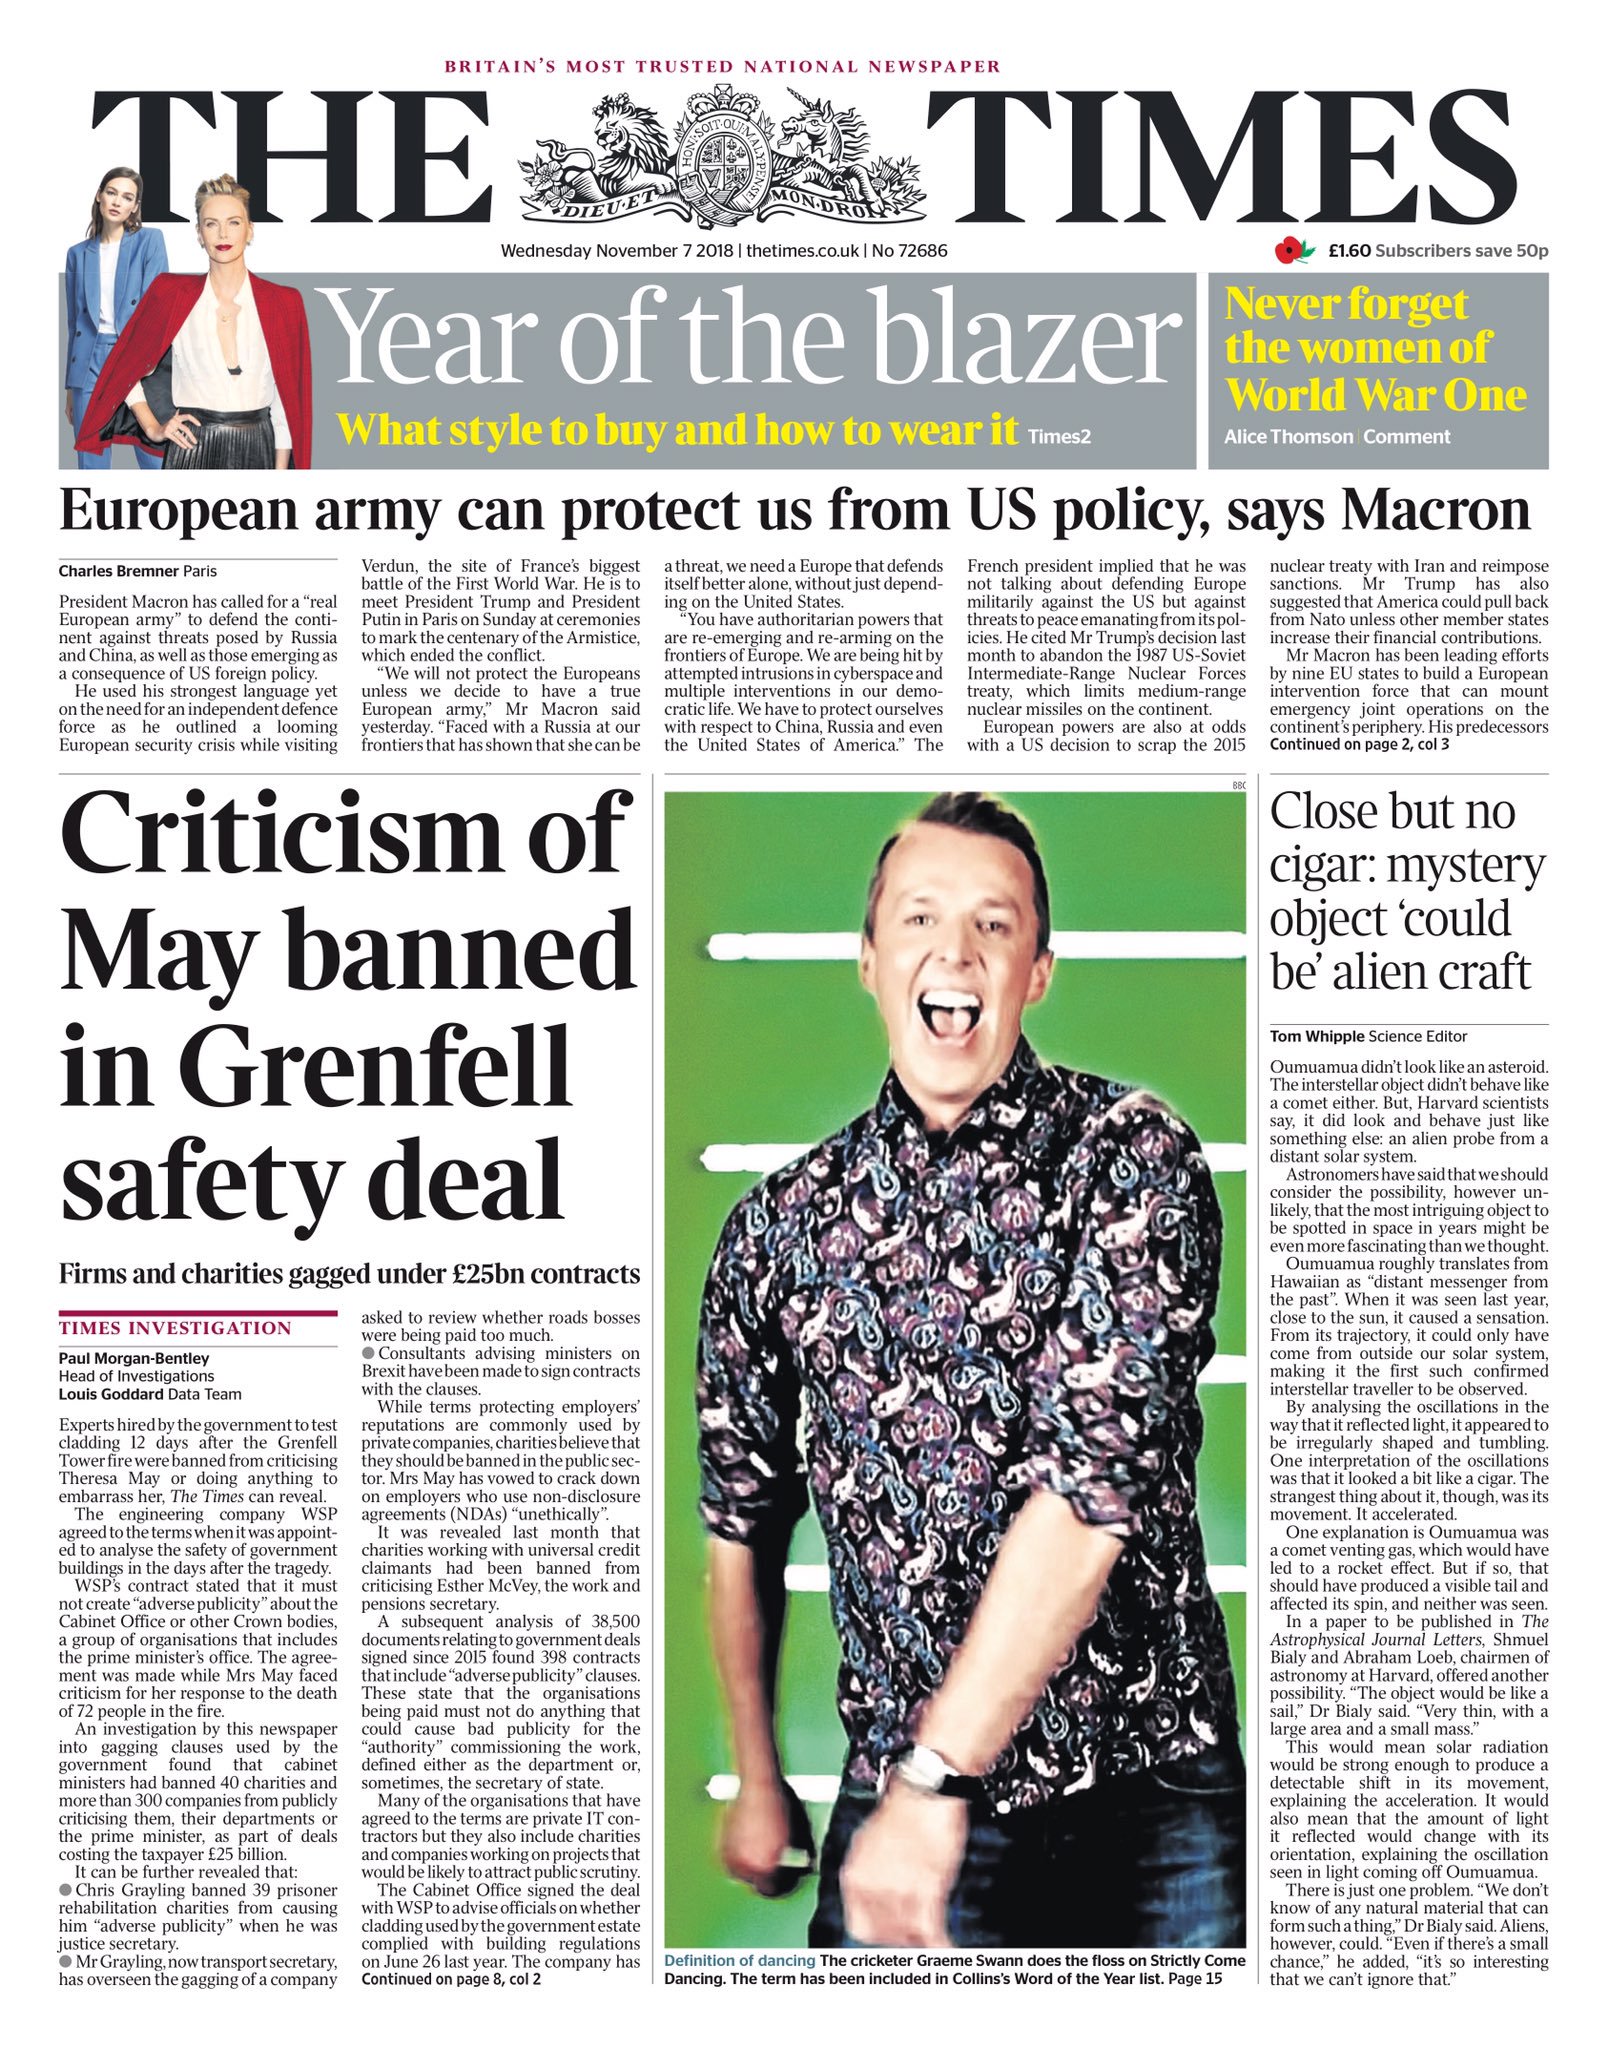 BRITAIN'S MOST TRUSTED NATIONAL NEWSPAPER
THE TIMES
HONI·SOIT·QUI·MAL·Y·PENSE
DIEU·ET MON·DROIT
Wednesday November 7 2018 | thetimes.co.uk | No 72686
£1.60 Subscribers save 50p
Year of the blazer
What style to buy and how to wear it Times2
Never forget
the women of
World War One
Alice Thomson | Comment
European army can protect us from US policy, says Macron
Charles Bremner Paris
President Macron has called for a “real
European army” to defend the conti-
nent against threats posed by Russia
and China, as well as those emerging as
a consequence of US foreign policy.
He used his strongest language yet
on the need for an independent defence
force as he outlined a looming
European security crisis while visiting
Verdun, the site of France’s biggest
battle of the First World War. He is to
meet President Trump and President
Putin in Paris on Sunday at ceremonies
to mark the centenary of the Armistice,
which ended the conflict.
“We will not protect the Europeans
unless we decide to have a true
European army,” Mr Macron said
yesterday. “Faced with a Russia at our
frontiers that has shown that she can be
a threat, we need a Europe that defends
itself better alone, without just depend-
ing on the United States.
“You have authoritarian powers that
are re-emerging and re-arming on the
frontiers of Europe. We are being hit by
attempted intrusions in cyberspace and
multiple interventions in our demo-
cratic life. We have to protect ourselves
with respect to China, Russia and even
the United States of America.” The
French president implied that he was
not talking about defending Europe
militarily against the US but against
threats to peace emanating from its pol-
icies. He cited Mr Trump’s decision last
month to abandon the 1987 US-Soviet
Intermediate-Range Nuclear Forces
treaty, which limits medium-range
nuclear missiles on the continent.
European powers are also at odds
with a US decision to scrap the 2015
nuclear treaty with Iran and reimpose
sanctions. Mr Trump has also
suggested that America could pull back
from Nato unless other member states
increase their financial contributions.
Mr Macron has been leading efforts
by nine EU states to build a European
intervention force that can mount
emergency joint operations on the
continent’s periphery. His predecessors
Continued on page 2, col 3
Criticism of
May banned
in Grenfell
safety deal
Firms and charities gagged under £25bn contracts
TIMES INVESTIGATION
Paul Morgan-Bentley
Head of Investigations
Louis Goddard Data Team
Experts hired by the government to test
cladding 12 days after the Grenfell
Tower fire were banned from criticising
Theresa May or doing anything to
embarrass her, The Times can reveal.
The engineering company WSP
agreed to the terms when it was appoint-
ed to analyse the safety of government
buildings in the days after the tragedy.
WSP’s contract stated that it must
not create “adverse publicity” about the
Cabinet Office or other Crown bodies,
a group of organisations that includes
the prime minister’s office. The agree-
ment was made while Mrs May faced
criticism for her response to the death
of 72 people in the fire.
An investigation by this newspaper
into gagging clauses used by the
government found that cabinet
ministers had banned 40 charities and
more than 300 companies from publicly
criticising them, their departments or
the prime minister, as part of deals
costing the taxpayer £25 billion.
It can be further revealed that:
● Chris Grayling banned 39 prisoner
rehabilitation charities from causing
him “adverse publicity” when he was
justice secretary.
● Mr Grayling, now transport secretary,
has overseen the gagging of a company
asked to review whether roads bosses
were being paid too much.
● Consultants advising ministers on
Brexit have been made to sign contracts
with the clauses.
While terms protecting employers’
reputations are commonly used by
private companies, charities believe that
they should be banned in the public sec-
tor. Mrs May has vowed to crack down
on employers who use non-disclosure
agreements (NDAs) “unethically”.
It was revealed last month that
charities working with universal credit
claimants had been banned from
criticising Esther McVey, the work and
pensions secretary.
A subsequent analysis of 38,500
documents relating to government deals
signed since 2015 found 398 contracts
that include “adverse publicity” clauses.
These state that the organisations
being paid must not do anything that
could cause bad publicity for the
“authority” commissioning the work,
defined either as the department or,
sometimes, the secretary of state.
Many of the organisations that have
agreed to the terms are private IT con-
tractors but they also include charities
and companies working on projects that
would be likely to attract public scrutiny.
The Cabinet Office signed the deal
with WSP to advise officials on whether
cladding used by the government estate
complied with building regulations
on June 26 last year. The company has
Continued on page 8, col 2
BBC
Definition of dancing The cricketer Graeme Swann does the floss on Strictly Come
Dancing. The term has been included in Collins’s Word of the Year list. Page 15
Close but no
cigar: mystery
object ‘could
be’ alien craft
Tom Whipple Science Editor
Oumuamua didn’t look like an asteroid.
The interstellar object didn’t behave like
a comet either. But, Harvard scientists
say, it did look and behave just like
something else: an alien probe from a
distant solar system.
Astronomers have said that we should
consider the possibility, however un-
likely, that the most intriguing object to
be spotted in space in years might be
even more fascinating than we thought.
Oumuamua roughly translates from
Hawaiian as “distant messenger from
the past”. When it was seen last year,
close to the sun, it caused a sensation.
From its trajectory, it could only have
come from outside our solar system,
making it the first such confirmed
interstellar traveller to be observed.
By analysing the oscillations in the
way that it reflected light, it appeared to
be irregularly shaped and tumbling.
One interpretation of the oscillations
was that it looked a bit like a cigar. The
strangest thing about it, though, was its
movement. It accelerated.
One explanation is Oumuamua was
a comet venting gas, which would have
led to a rocket effect. But if so, that
should have produced a visible tail and
affected its spin, and neither was seen.
In a paper to be published in The
Astrophysical Journal Letters, Shmuel
Bialy and Abraham Loeb, chairmen of
astronomy at Harvard, offered another
possibility. “The object would be like a
sail,” Dr Bialy said. “Very thin, with a
large area and a small mass.”
This would mean solar radiation
would be strong enough to produce a
detectable shift in its movement,
explaining the acceleration. It would
also mean that the amount of light
it reflected would change with its
orientation, explaining the oscillation
seen in light coming off Oumuamua.
There is just one problem. “We don’t
know of any natural material that can
form such a thing,” Dr Bialy said. Aliens,
however, could. “Even if there’s a small
chance,” he added, “it’s so interesting
that we can’t ignore that.”